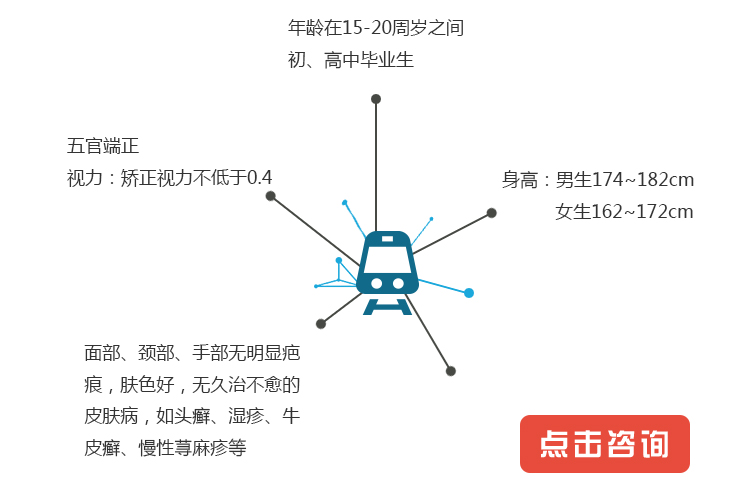 年龄在15-20周岁之间
初、高中毕业生
五官端正
视力：矫正视力不低于0.4
身高：男生174~182cm
女生162~172cm
面部、颈部、手部无明显疤
痕，肤色好，无久治不愈的
皮肤病，如头癣、湿疹、牛
皮癣、慢性荨麻疹等
点击咨询